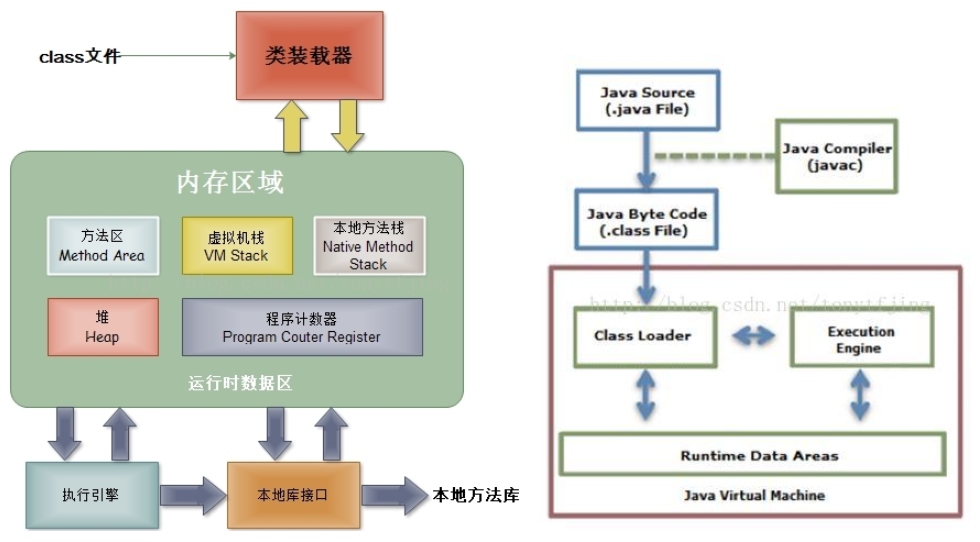 class文件
类装载器
内存区域
方法区
Method Area
虚拟机栈
VM Stack
本地方法栈
Native Method
Stack
堆
Heap
程序计数器
Program Couter Register
运行时数据区
执行引擎
本地库接口
本地方法库
Java Source
(.java File)
Java Compiler
(javac)
Java Byte Code
(.class File)
http://blog.csdn.net/tonytfjing
Class Loader
Execution
Engine
Runtime Data Areas
Java Virtual Machine